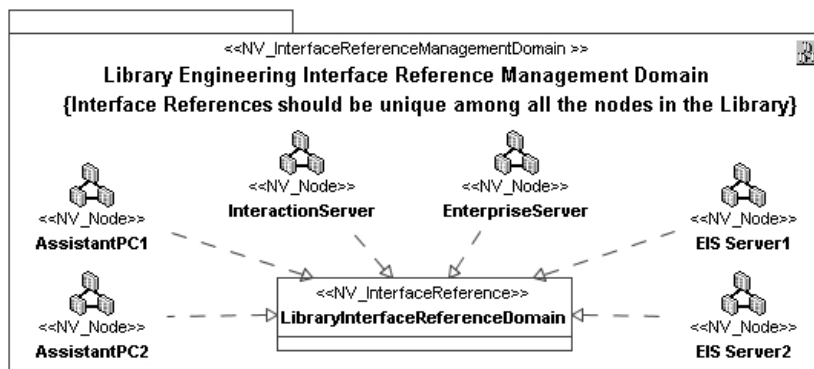 <<NV_InterfaceReferenceManagementDomain >>
Library Engineering Interface Reference Management Domain
{Interface References should be unique among all the nodes in the Library}
<<NV_Node>>
InteractionServer
<<NV_Node>>
EnterpriseServer
<<NV_Node>>
AssistantPC1
<<NV_Node>>
EIS Server1
<<NV_InterfaceReference>>
LibraryInterfaceReferenceDomain
<<NV_Node>>
AssistantPC2
<<NV_Node>>
EIS Server2